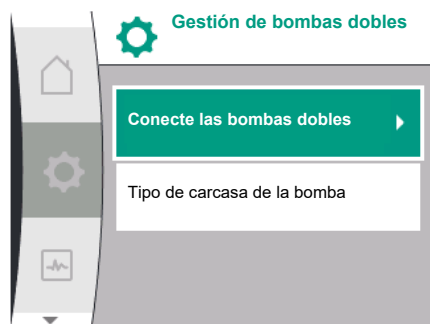 Gestión de bombas dobles
Conecte las bombas dobles
Tipo de carcasa de la bomba